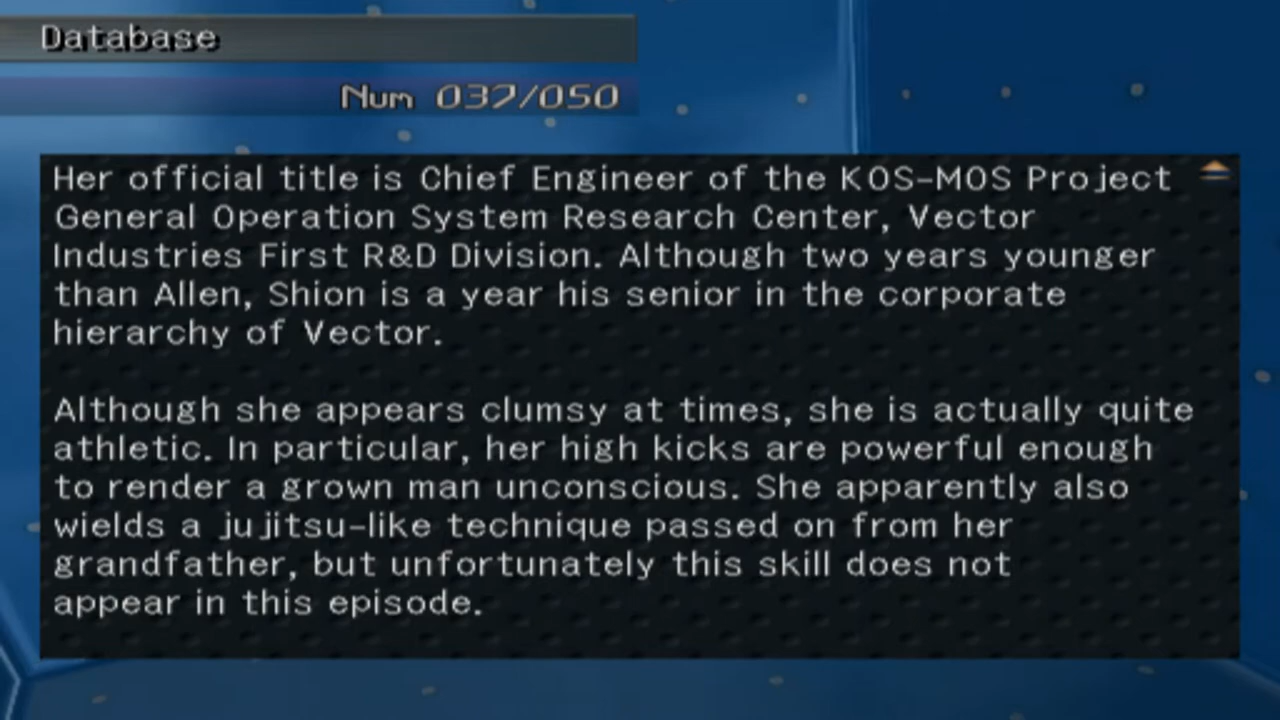 Database
Num 037/050
Her official title is Chief Engineer of the KOS-MOS Project
General Operation System Research Center, Vector
Industries First R&D Division. Although two years younger
than Allen, Shion is a year his senior in the corporate
hierarchy of Vector.
Although she appears clumsy at times, she is actually quite
athletic. In particular, her high kicks are powerful enough
to render a grown man unconscious. She apparently also
wields a jujitsu-like technique passed on from her
grandfather, but unfortunately this skill does not
appear in this episode.